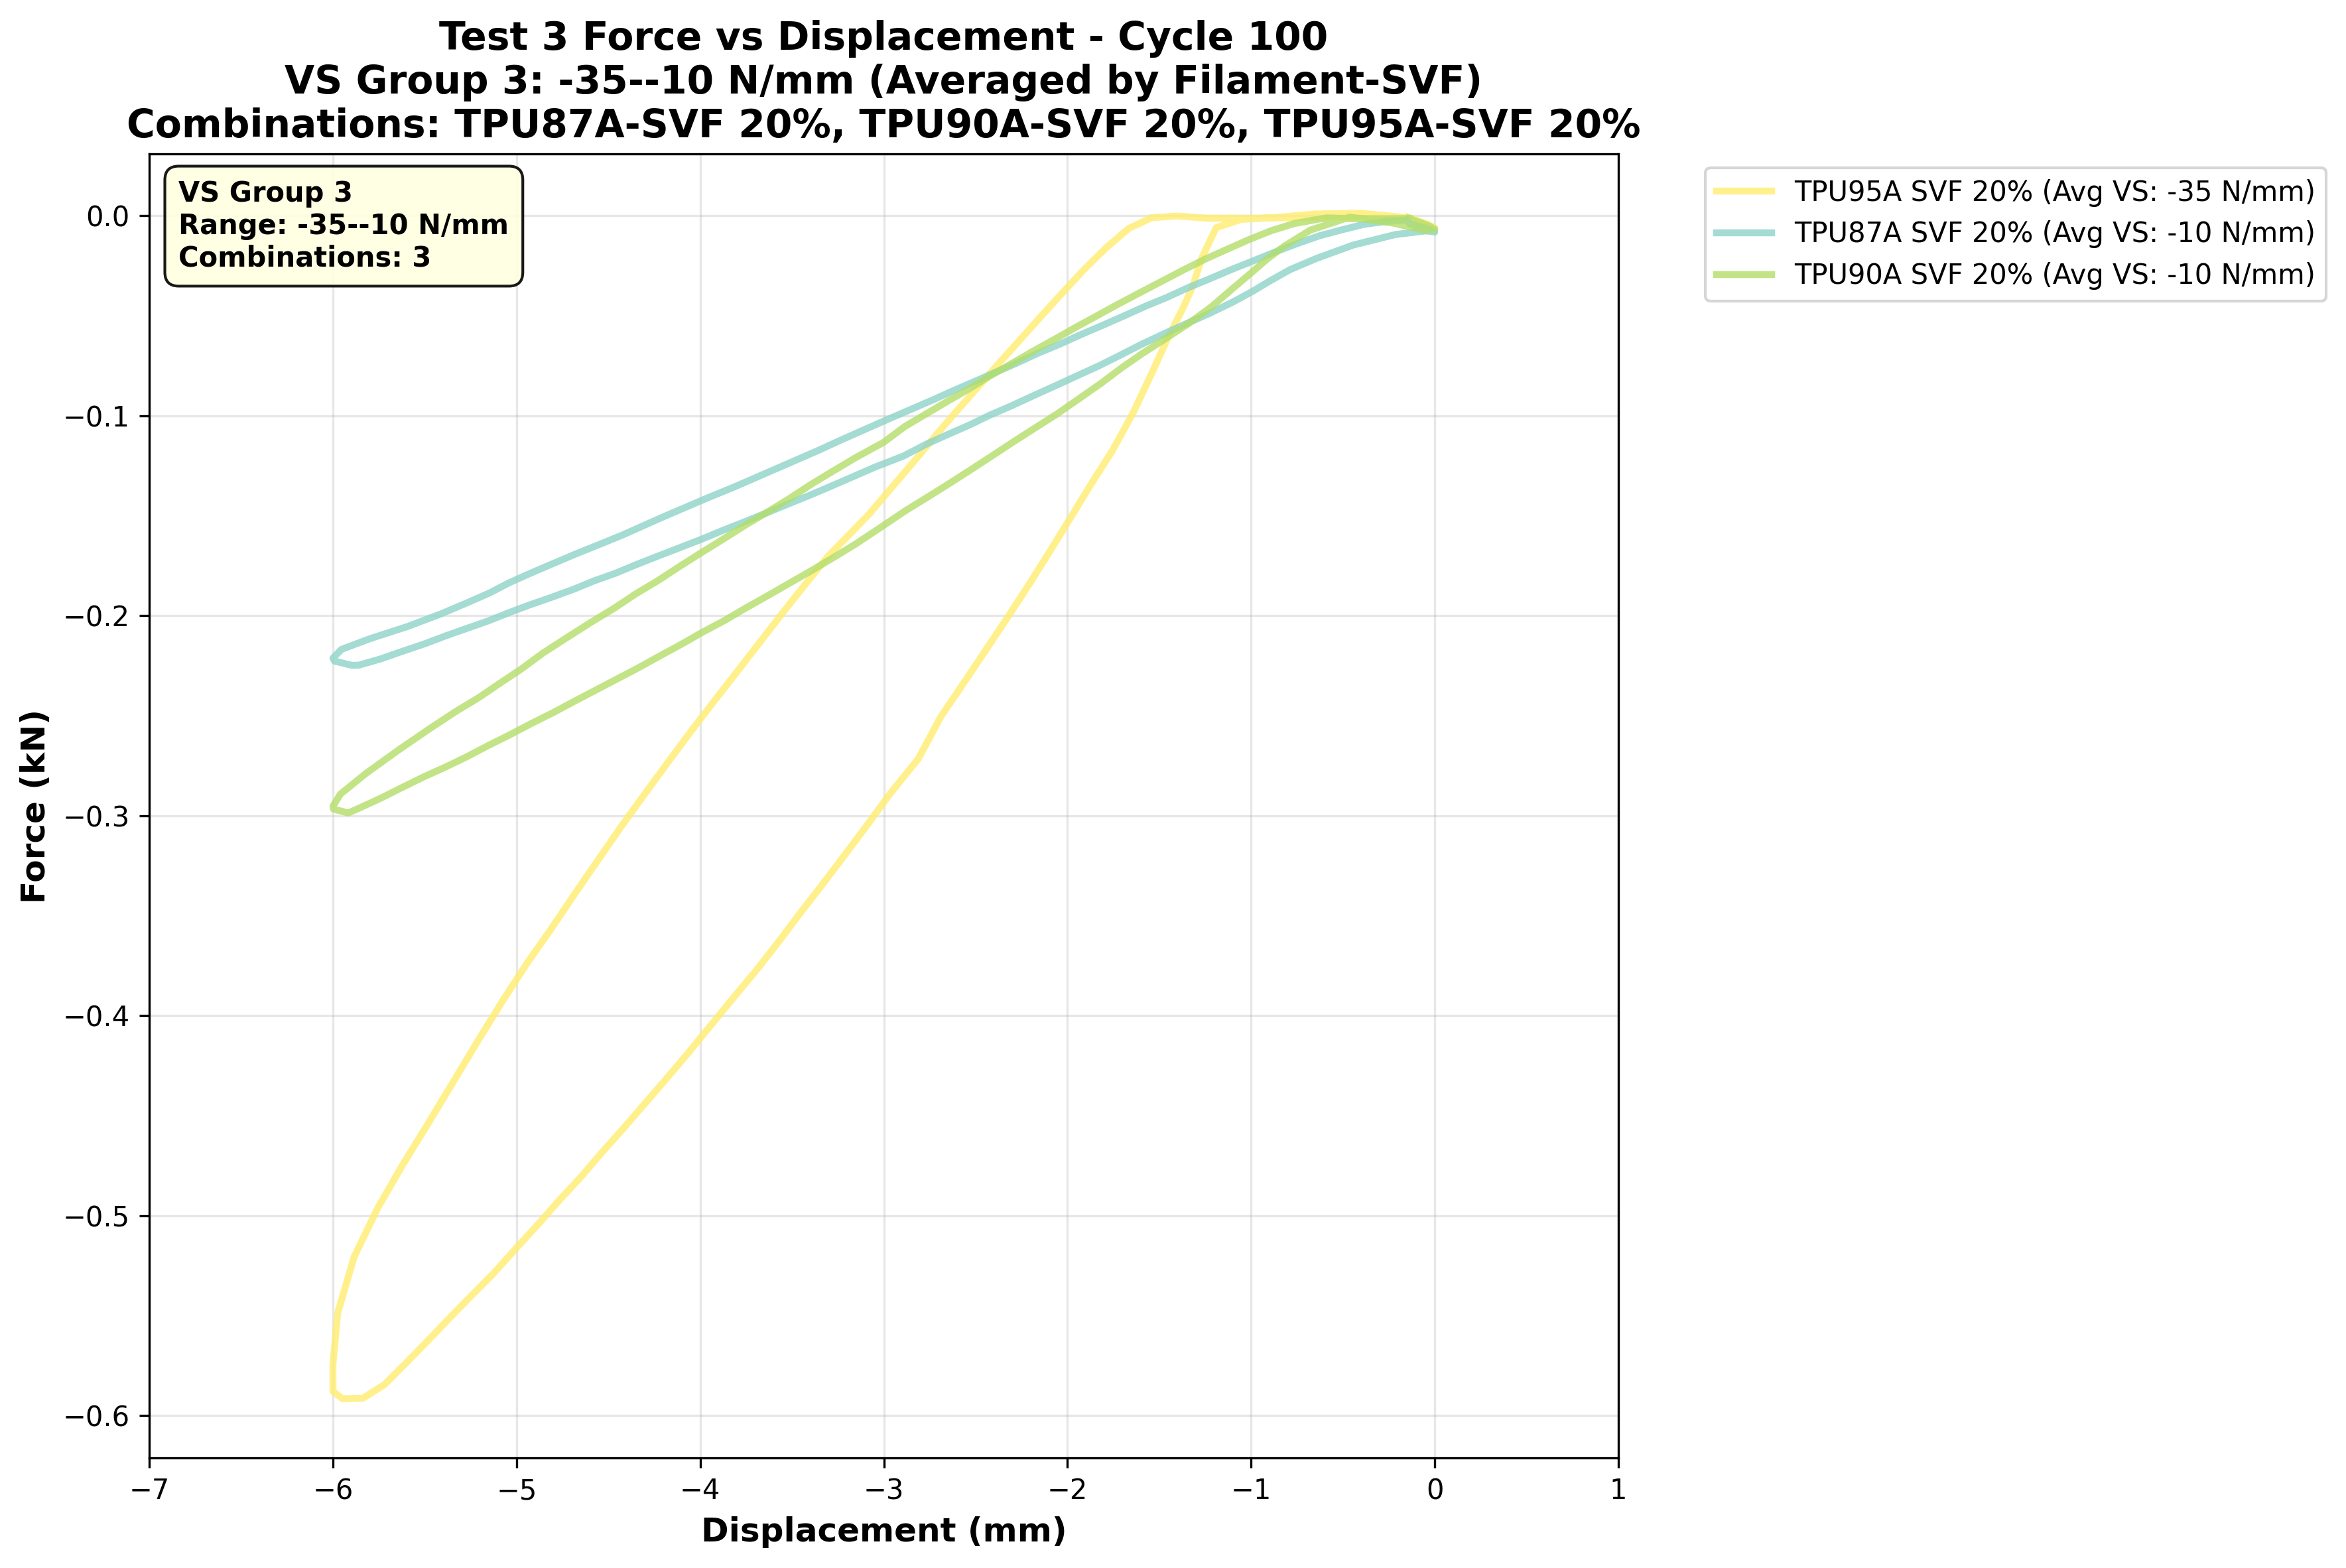 Test 3 Force vs Displacement - Cycle 100
VS Group 3: -35--10 N/mm (Averaged by Filament-SVF)
Combinations: TPU87A-SVF 20%, TPU90A-SVF 20%, TPU95A-SVF 20%
VS Group 3
Range: -35--10 N/mm
Combinations: 3
TPU95A SVF 20% (Avg VS: -35 N/mm)
TPU87A SVF 20% (Avg VS: -10 N/mm)
TPU90A SVF 20% (Avg VS: -10 N/mm)
Force (kN)
0.0
−0.1
−0.2
−0.3
−0.4
−0.5
−0.6
−7 −6 −5 −4 −3 −2 −1 0 1
Displacement (mm)